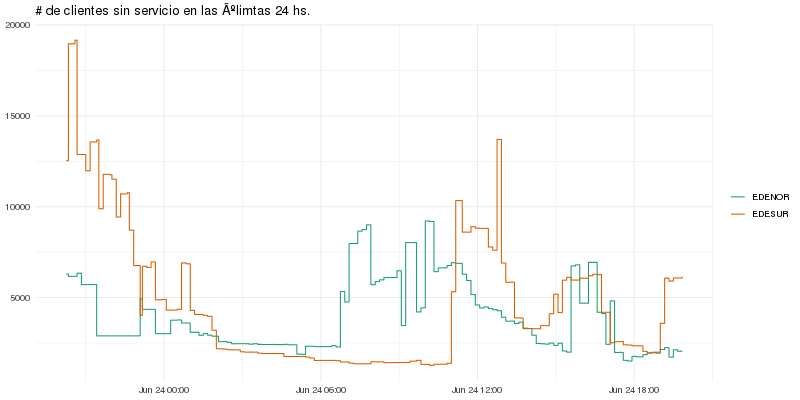 # de clientes sin servicio en las Ãºlimtas 24 hs.
20000
15000
10000
5000
Jun 24 00:00
Jun 24 06:00
Jun 24 12:00
Jun 24 18:00
EDENOR
EDESUR